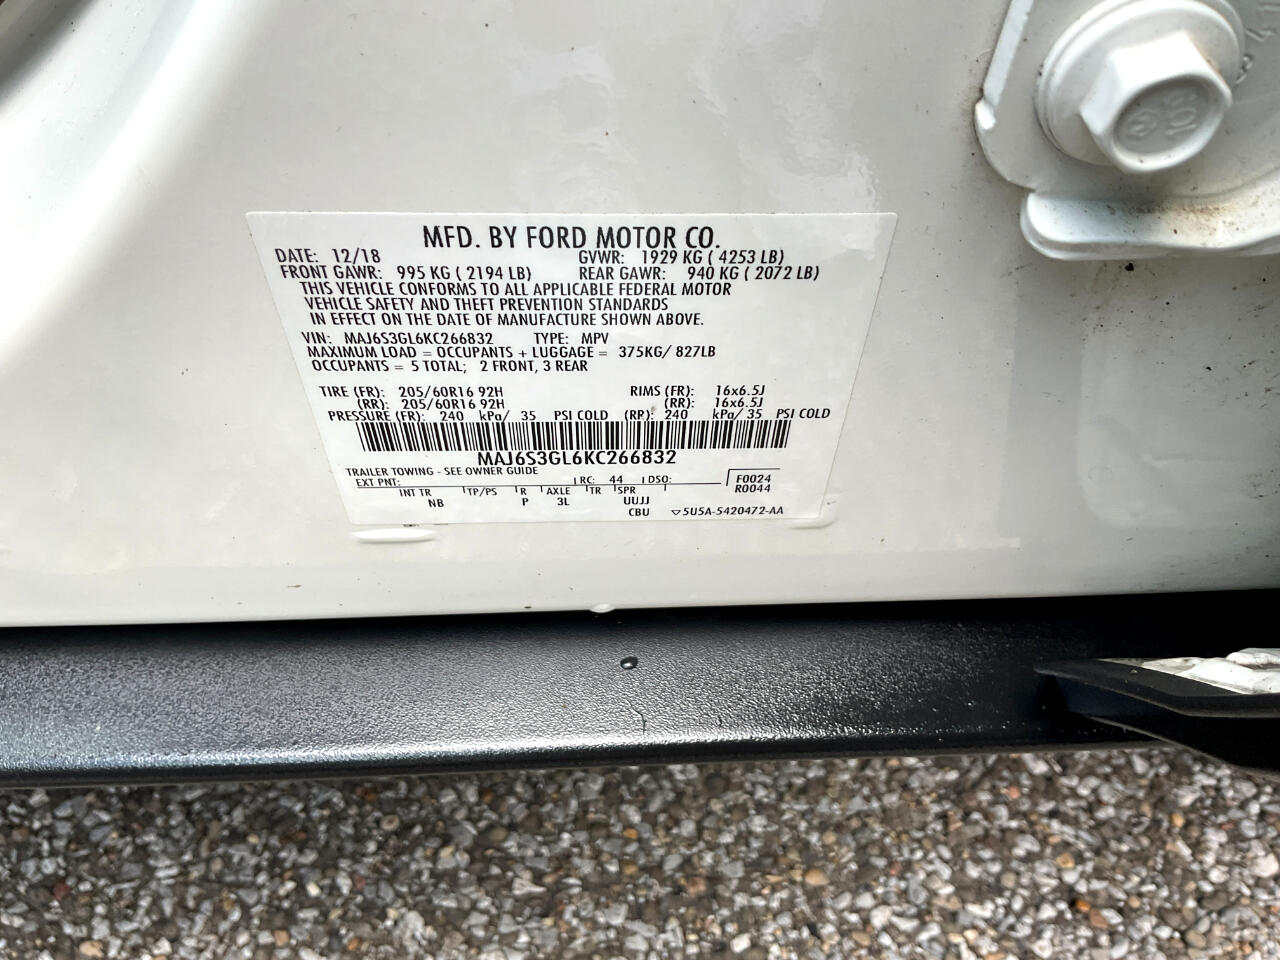 MFD. BY FORD MOTOR CO.
DATE: 12/18 GVWR: 1929 KG ( 4253 LB)
FRONT GAWR: 995 KG ( 2194 LB) REAR GAWR: 940 KG ( 2072 LB)
THIS VEHICLE CONFORMS TO ALL APPLICABLE FEDERAL MOTOR
VEHICLE SAFETY AND THEFT PREVENTION STANDARDS
IN EFFECT ON THE DATE OF MANUFACTURE SHOWN ABOVE.
VIN: MAJ6S3GL6KC266832 TYPE: MPV
MAXIMUM LOAD = OCCUPANTS + LUGGAGE = 375KG/ 827LB
OCCUPANTS = 5 TOTAL; 2 FRONT, 3 REAR
TIRE (FR): 205/60R16 92H RIMS (FR): 16x6.5J
(RR): 205/60R16 92H (RR): 16x6.5J
PRESSURE (FR): 240 kPa/ 35 PSI COLD (RR): 240 kPa/ 35 PSI COLD
MAJ6S3GL6KC266832
TRAILER TOWING - SEE OWNER GUIDE
EXT PNT: RC: 44 DSO: F0024
INT TR TP/PS R AXLE TR SPR R0044
NB P 3L UUJJ
CBU 5U5A-5420472-AA